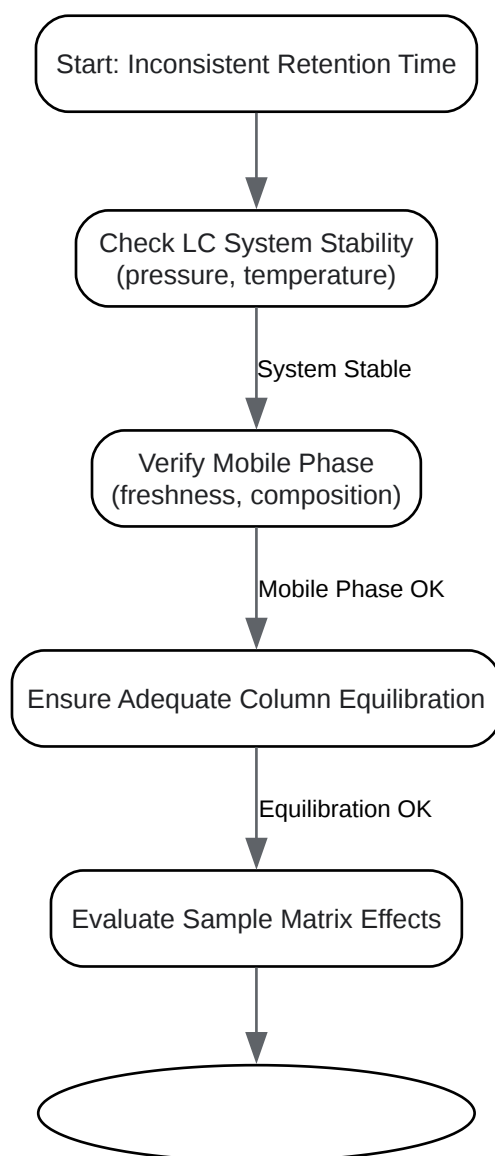 Start: Inconsistent Retention Time
Check LC System Stability
(pressure, temperature)
System Stable
Verify Mobile Phase
(freshness, composition)
Mobile Phase OK
Ensure Adequate Column Equilibration
Equilibration OK
Evaluate Sample Matrix Effects